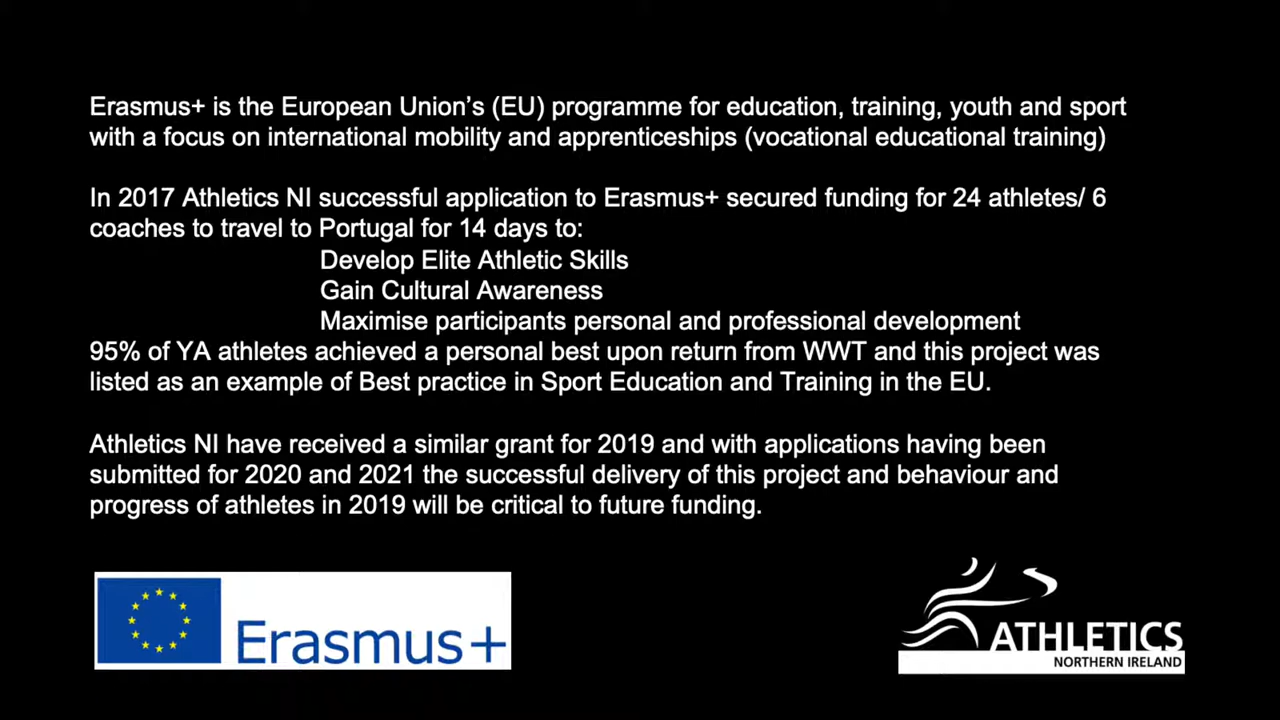 Erasmus+ is the European Union’s (EU) programme for education, training, youth and sport
with a focus on international mobility and apprenticeships (vocational educational training)
In 2017 Athletics NI successful application to Erasmus+ secured funding for 24 athletes/ 6
coaches to travel to Portugal for 14 days to:
Develop Elite Athletic Skills
Gain Cultural Awareness
Maximise participants personal and professional development
95% of YA athletes achieved a personal best upon return from WWT and this project was
listed as an example of Best practice in Sport Education and Training in the EU.
Athletics NI have received a similar grant for 2019 and with applications having been
submitted for 2020 and 2021 the successful delivery of this project and behaviour and
progress of athletes in 2019 will be critical to future funding.
Erasmus+
ATHLETICS
NORTHERN IRELAND